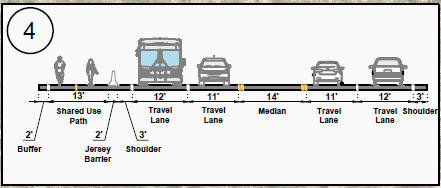 4
13' 12' 11' 14' 11' 12' 3'
Shared Use Path
Travel Lane
Travel Lane
Median
Travel Lane
Travel Lane
Shoulder
2' 2' 3'
Buffer
Jersey Barrier
Shoulder